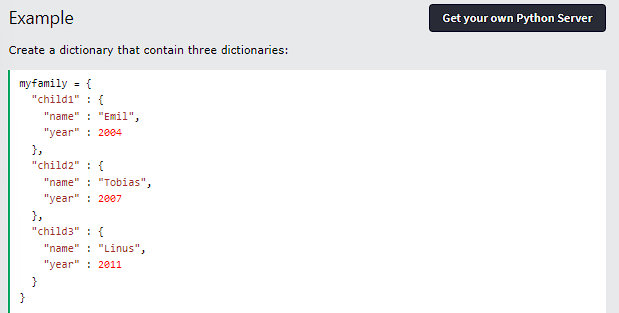 Example
Get your own Python Server
Create a dictionary that contain three dictionaries:
myfamily = {
  "child1" : {
    "name" : "Emil",
    "year" : 2004
  },
  "child2" : {
    "name" : "Tobias",
    "year" : 2007
  },
  "child3" : {
    "name" : "Linus",
    "year" : 2011
  }
}